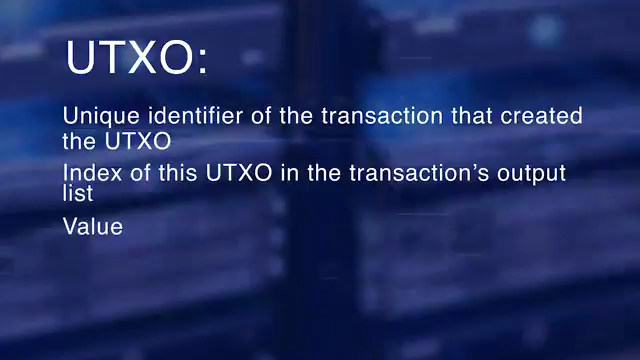 UTXO:
Unique identifier of the transaction that created
the UTXO
Index of this UTXO in the transaction’s output
list
Value